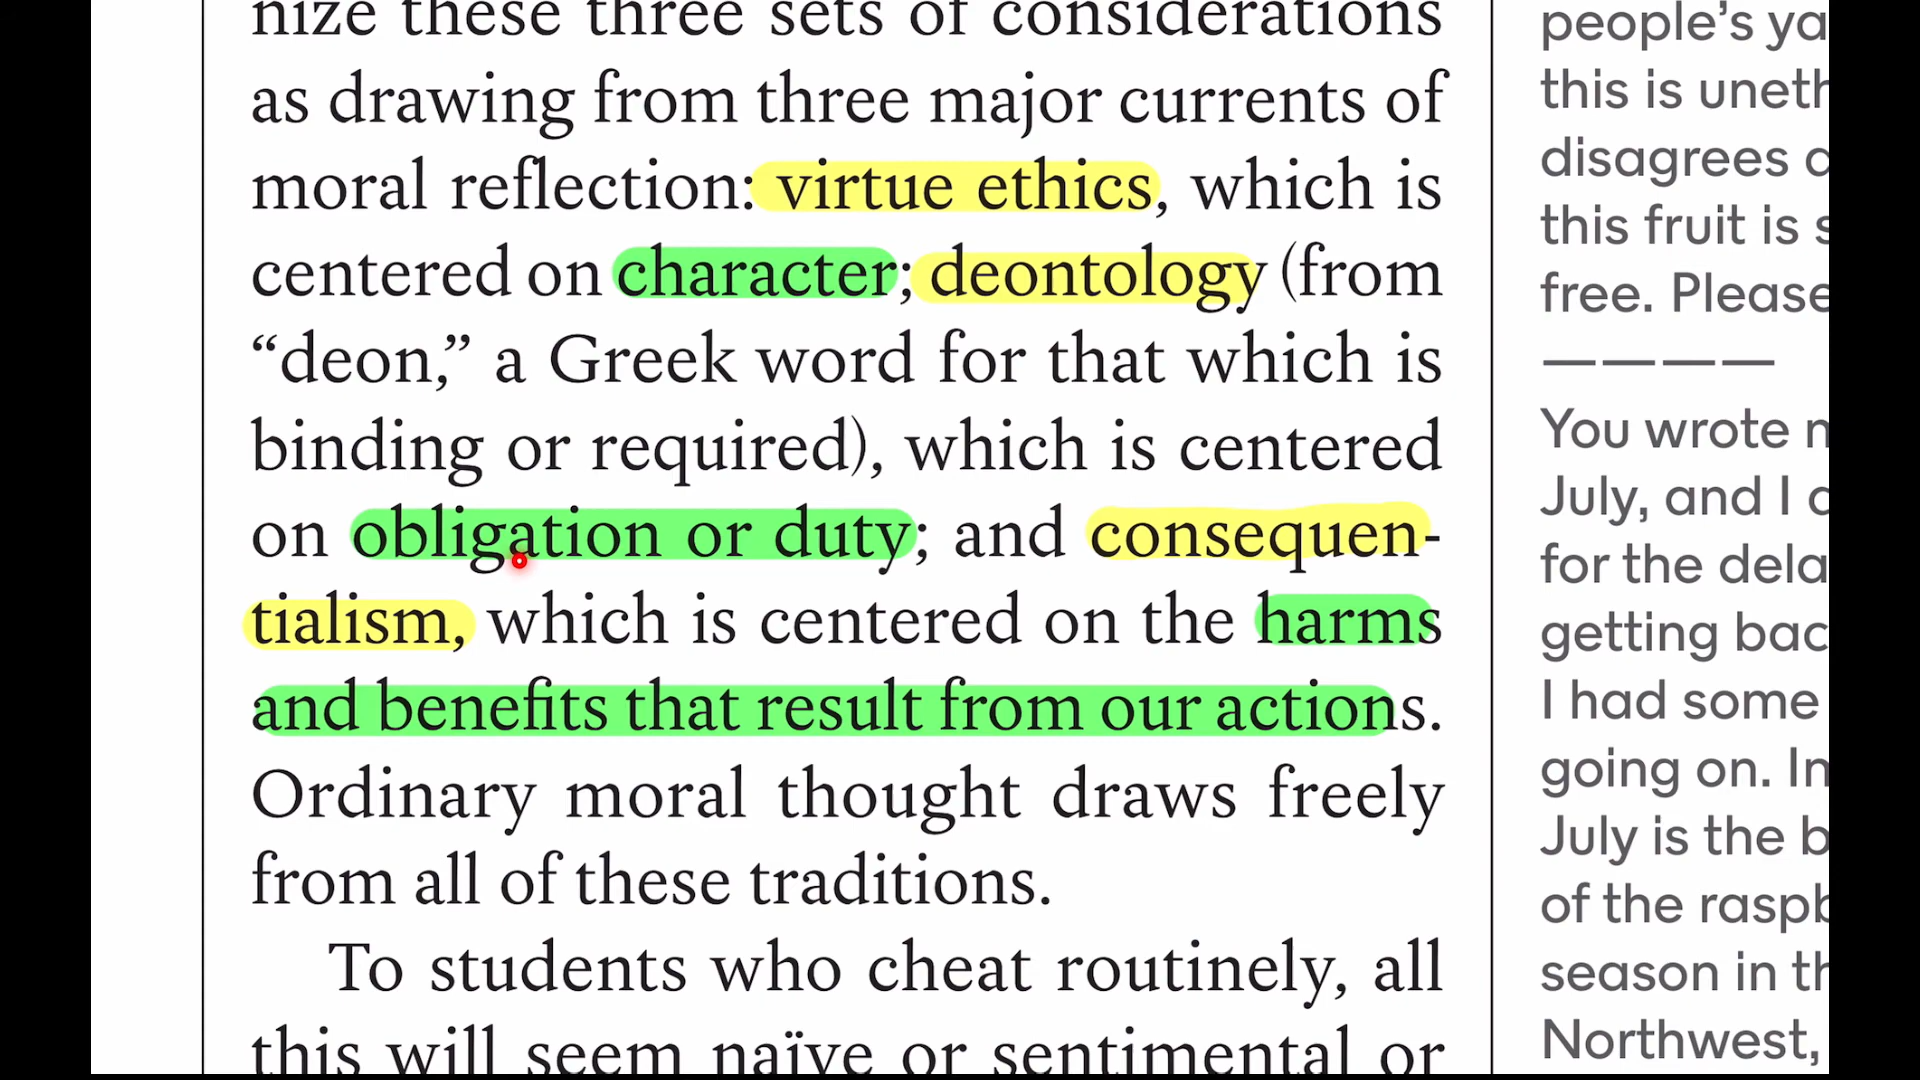 nize these three sets of considerations
as drawing from three major currents of
moral reflection: virtue ethics, which is
centered on character; deontology (from
“deon,” a Greek word for that which is
binding or required), which is centered
on obligation or duty; and consequen-
tialism, which is centered on the harms
and benefits that result from our actions.
Ordinary moral thought draws freely
from all of these traditions.
To students who cheat routinely, all
this will seem naïve or sentimental or
people’s ya
this is uneth
disagrees
this fruit is s
free. Please
————
You wrote
July, and I
for the dela
getting bac
I had some
going on. In
July is the b
of the raspb
season in th
Northwest,